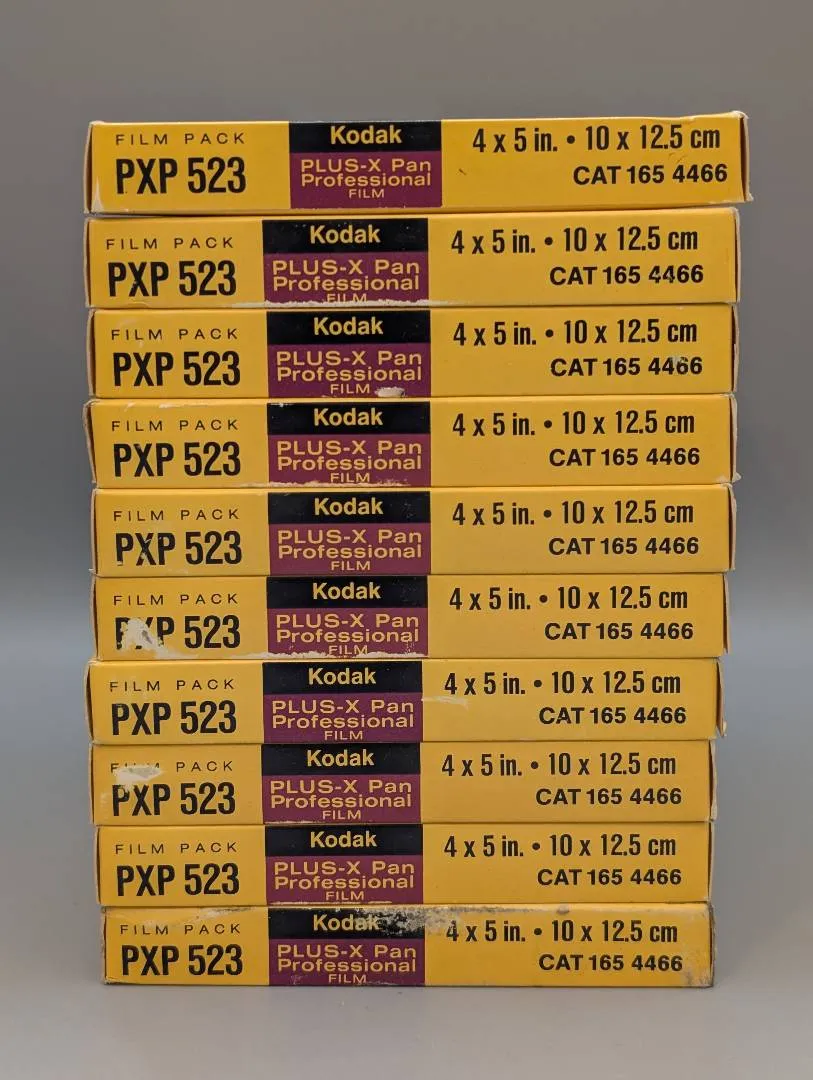 FILM PACK
PXP 523
Kodak
PLUS-X Pan
Professional
FILM
4 x 5 in. • 10 x 12.5 cm
CAT 165 4466
FILM PACK
PXP 523
Kodak
PLUS-X Pan
Professional
FILM
4 x 5 in. • 10 x 12.5 cm
CAT 165 4466
FILM PACK
PXP 523
Kodak
PLUS-X Pan
Professional
FILM
4 x 5 in. • 10 x 12.5 cm
CAT 165 4466
FILM PACK
PXP 523
Kodak
PLUS-X Pan
Professional
FILM
4 x 5 in. • 10 x 12.5 cm
CAT 165 4466
FILM PACK
PXP 523
Kodak
PLUS-X Pan
Professional
FILM
4 x 5 in. • 10 x 12.5 cm
CAT 165 4466
FILM PACK
PXP 523
Kodak
PLUS-X Pan
Professional
FILM
4 x 5 in. • 10 x 12.5 cm
CAT 165 4466
FILM PACK
PXP 523
Kodak
PLUS-X Pan
Professional
FILM
4 x 5 in. • 10 x 12.5 cm
CAT 165 4466
FILM PACK
PXP 523
Kodak
PLUS-X Pan
Professional
FILM
4 x 5 in. • 10 x 12.5 cm
CAT 165 4466
FILM PACK
PXP 523
Kodak
PLUS-X Pan
Professional
FILM
4 x 5 in. • 10 x 12.5 cm
CAT 165 4466
FILM PACK
PXP 523
Kodak
PLUS-X Pan
Professional
FILM
4 x 5 in. • 10 x 12.5 cm
CAT 165 4466